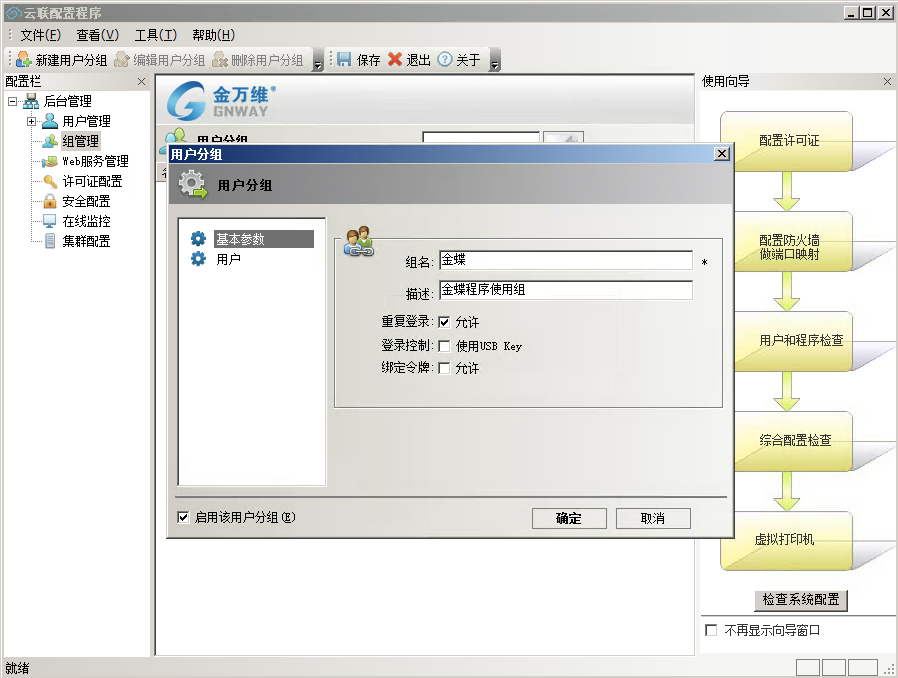 云联配置程序
文件(F) 查看(V) 工具(T) 帮助(H)
新建用户分组 编辑用户分组 删除用户分组 保存 退出 关于
配置栏
后台管理
用户管理
组管理
Web服务管理
许可证配置
安全配置
在线监控
集群配置
金万维®
GNWAY
用户分组
用户分组
用户分组
基本参数
用户
组名: 金蝶 *
描述: 金蝶程序使用组
重复登录: 允许
登录控制: 使用USB Key
绑定令牌: 允许
启用该用户分组(E)
确定 取消
使用向导
配置许可证
配置防火墙
做端口映射
用户和程序检查
综合配置检查
虚拟打印机
检查系统配置
不再显示向导窗口
就绪